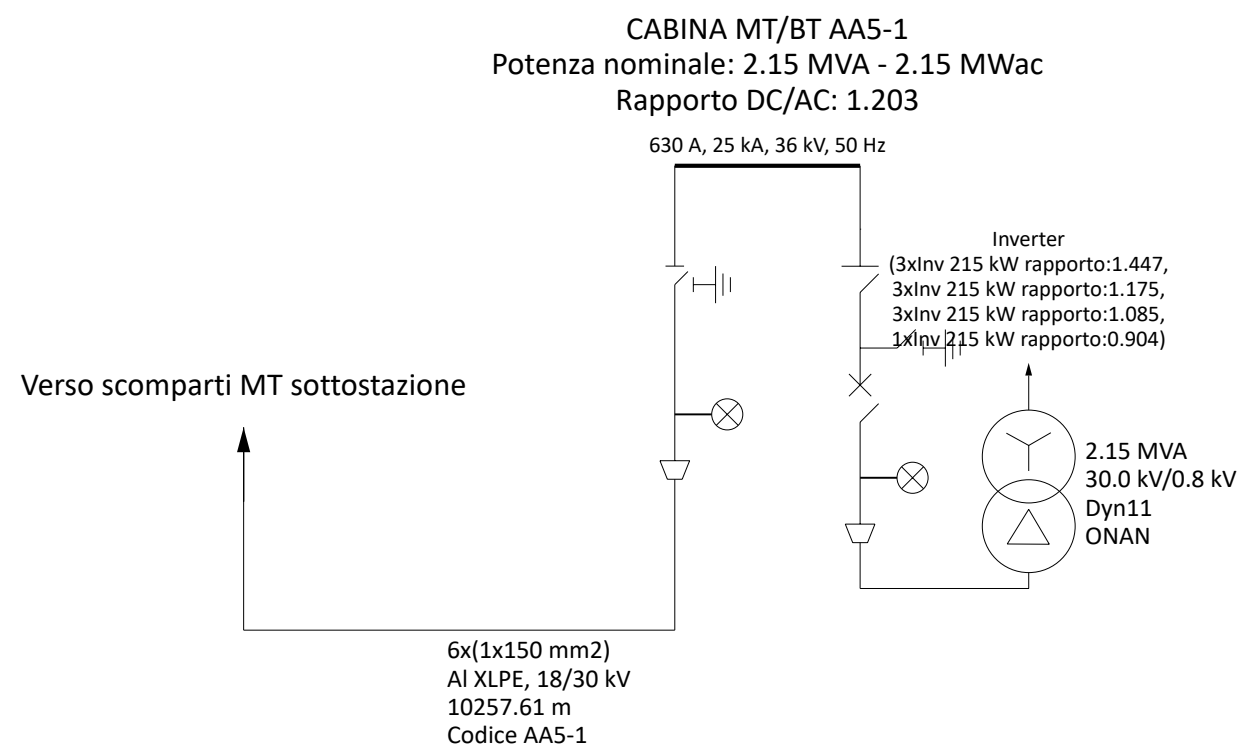 CABINA MT/BT AA5-1
Potenza nominale: 2.15 MVA - 2.15 MWac
Rapporto DC/AC: 1.203
630 A, 25 kA, 36 kV, 50 Hz
Inverter
(3xInv 215 kW rapporto:1.447,
3xInv 215 kW rapporto:1.175,
3xInv 215 kW rapporto:1.085,
1xInv 215 kW rapporto:0.904)
Verso scomparti MT sottostazione
2.15 MVA
30.0 kV/0.8 kV
Dyn11
ONAN
6x(1x150 mm2)
Al XLPE, 18/30 kV
10257.61 m
Codice AA5-1